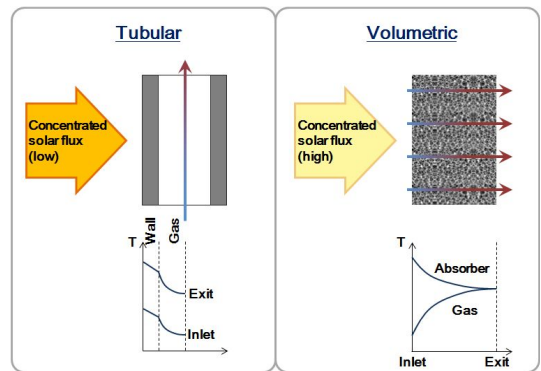 Tubular
Concentrated
solar flux
(low)
Wall
Gas
T
Exit
Inlet
Volumetric
Concentrated
solar flux
(high)
T
Absorber
Gas
Inlet
Exit